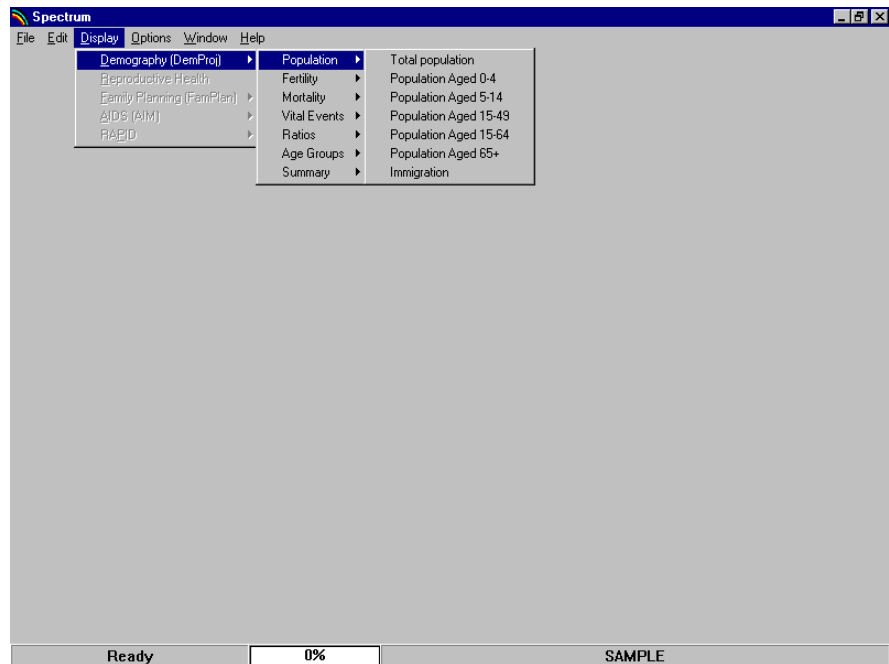 Spectrum
File Edit Display Options Window Help
Demography (DemProj)
Reproductive Health
Family Planning (FamPlan)
AIDS (AIM)
RAPID
Population
Fertility
Mortality
Vital Events
Ratios
Age Groups
Summary
Total population
Population Aged 0-4
Population Aged 5-14
Population Aged 15-49
Population Aged 15-64
Population Aged 65+
Immigration
Ready 0% SAMPLE